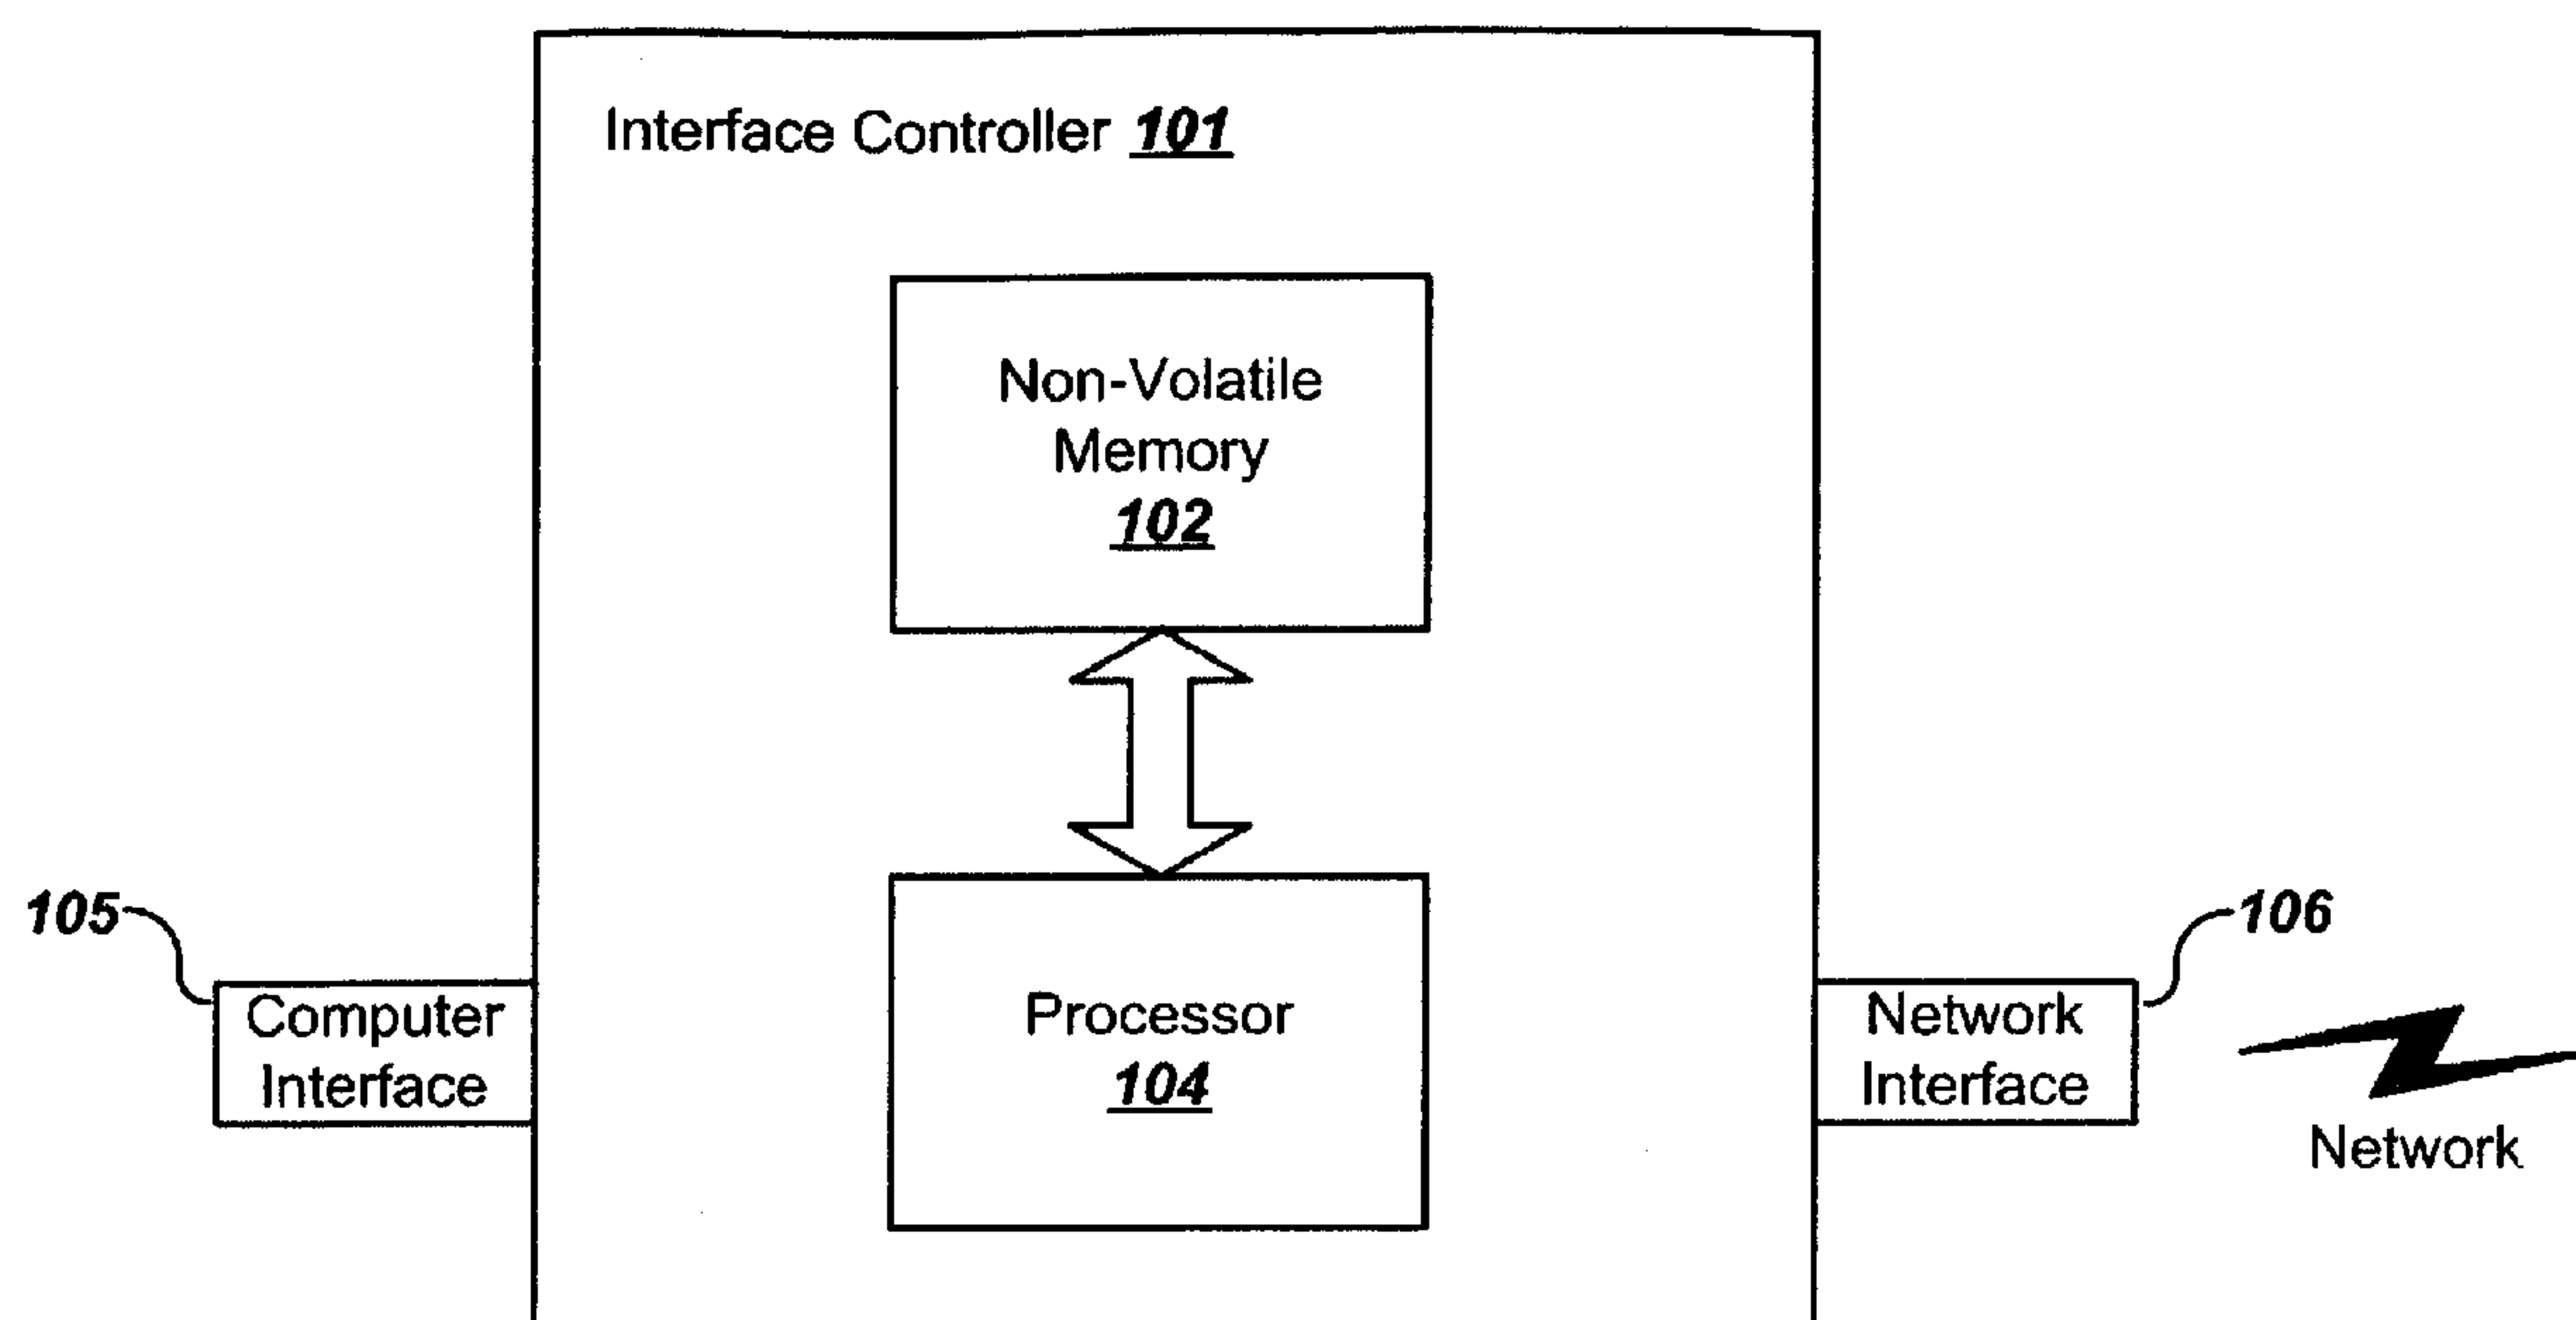 Interface Controller 101
Non-Volatile
Memory
102
105
106
Computer
Interface
Processor
104
Network
Interface
Network